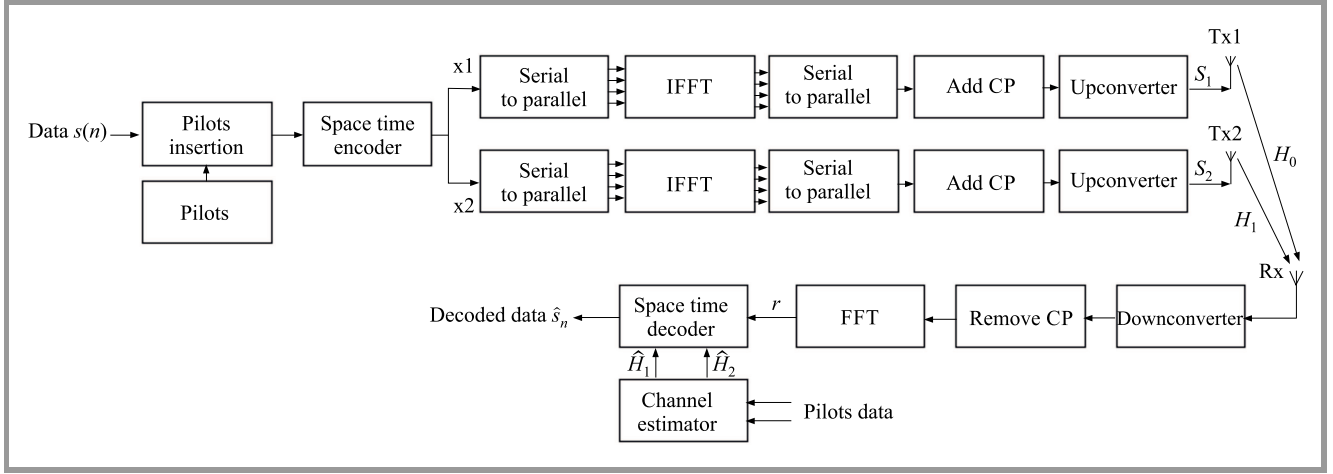 Tx1
x1
Serial
to parallel
IFFT
Serial
to parallel
Add CP
Upconverter
S₁
Data s(n)
Pilots
insertion
Space time
encoder
Tx2
H₀
Pilots
x2
Serial
to parallel
IFFT
Serial
to parallel
Add CP
Upconverter
S₂
H₁
Rx
Decoded data ŝₙ
Space time
decoder
r
FFT
Remove CP
Downconverter
Ĥ₁
Ĥ₂
Channel
estimator
Pilots data